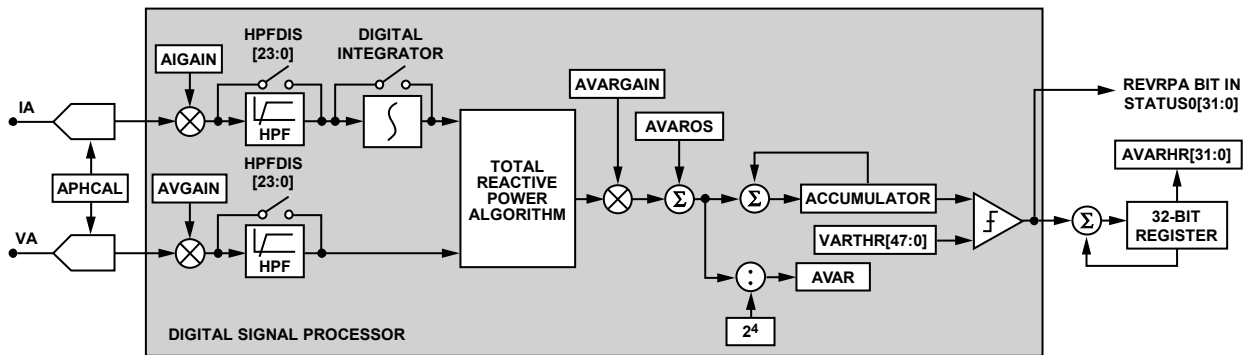 HPFDIS
[23:0]
DIGITAL
INTEGRATOR
AIGAIN
IA
HPF
AVARGAIN
REVRPA BIT IN
STATUS0[31:0]
AVAROS
AVARHR[31:0]
APHCAL
AVGAIN
HPFDIS
[23:0]
TOTAL
REACTIVE
POWER
ALGORITHM
Σ
Σ
ACCUMULATOR
Σ
32-BIT
REGISTER
VA
HPF
VARTHR[47:0]
:
AVAR
2⁴
DIGITAL SIGNAL PROCESSOR